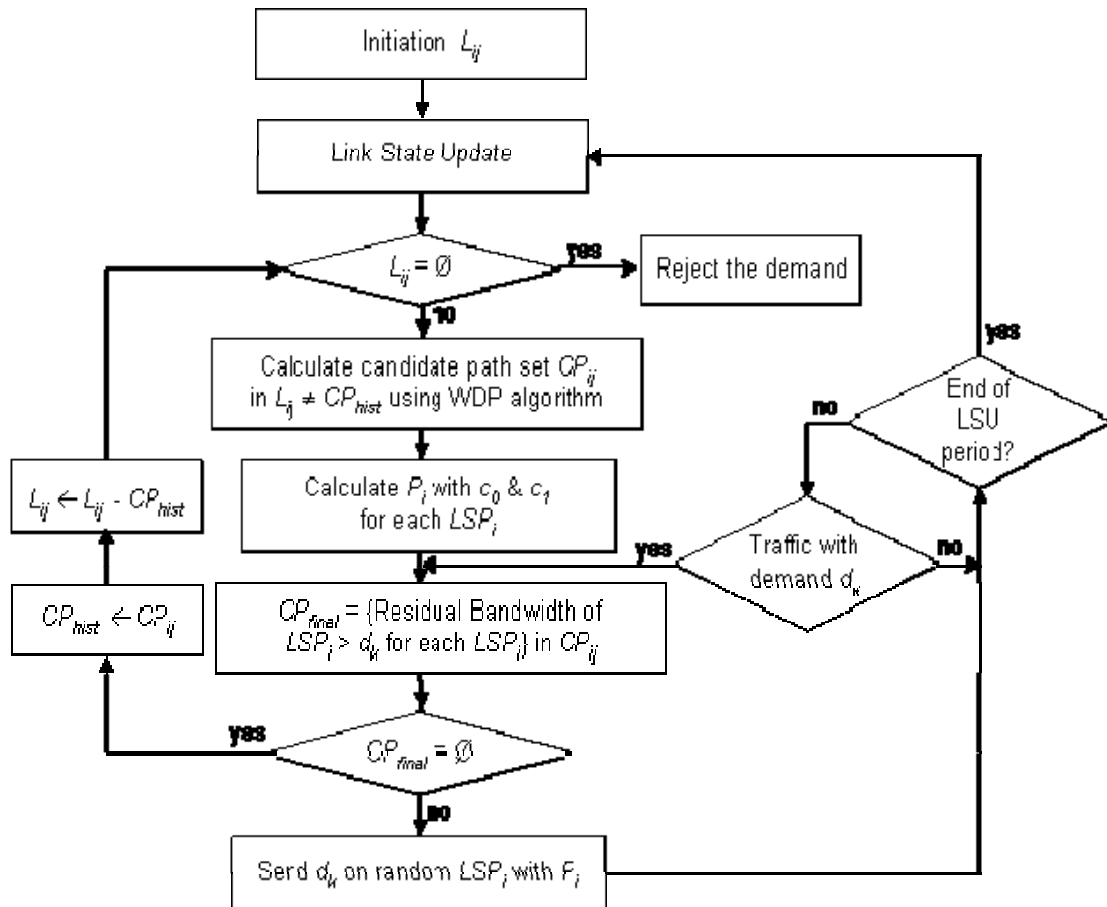 Initiation L_ij
Link State Update
L_ij = Ø
yes
Reject the demand
no
Calculate candidate path set CP_ij
in L_ij ≠ CP_hist using WDP algorithm
yes
End of
LSU
period?
no
L_ij ← L_ij - CP_hist
Calculate P_i with c_0 & c_1
for each LSP_i
yes
Traffic with
demand d_k
no
CP_hist ← CP_ij
CP_final = {Residual Bandwidth of
LSP_i > d_k for each LSP_i} in CP_ij
yes
CP_final = Ø
no
Serd d_k on random LSP_i with P_i